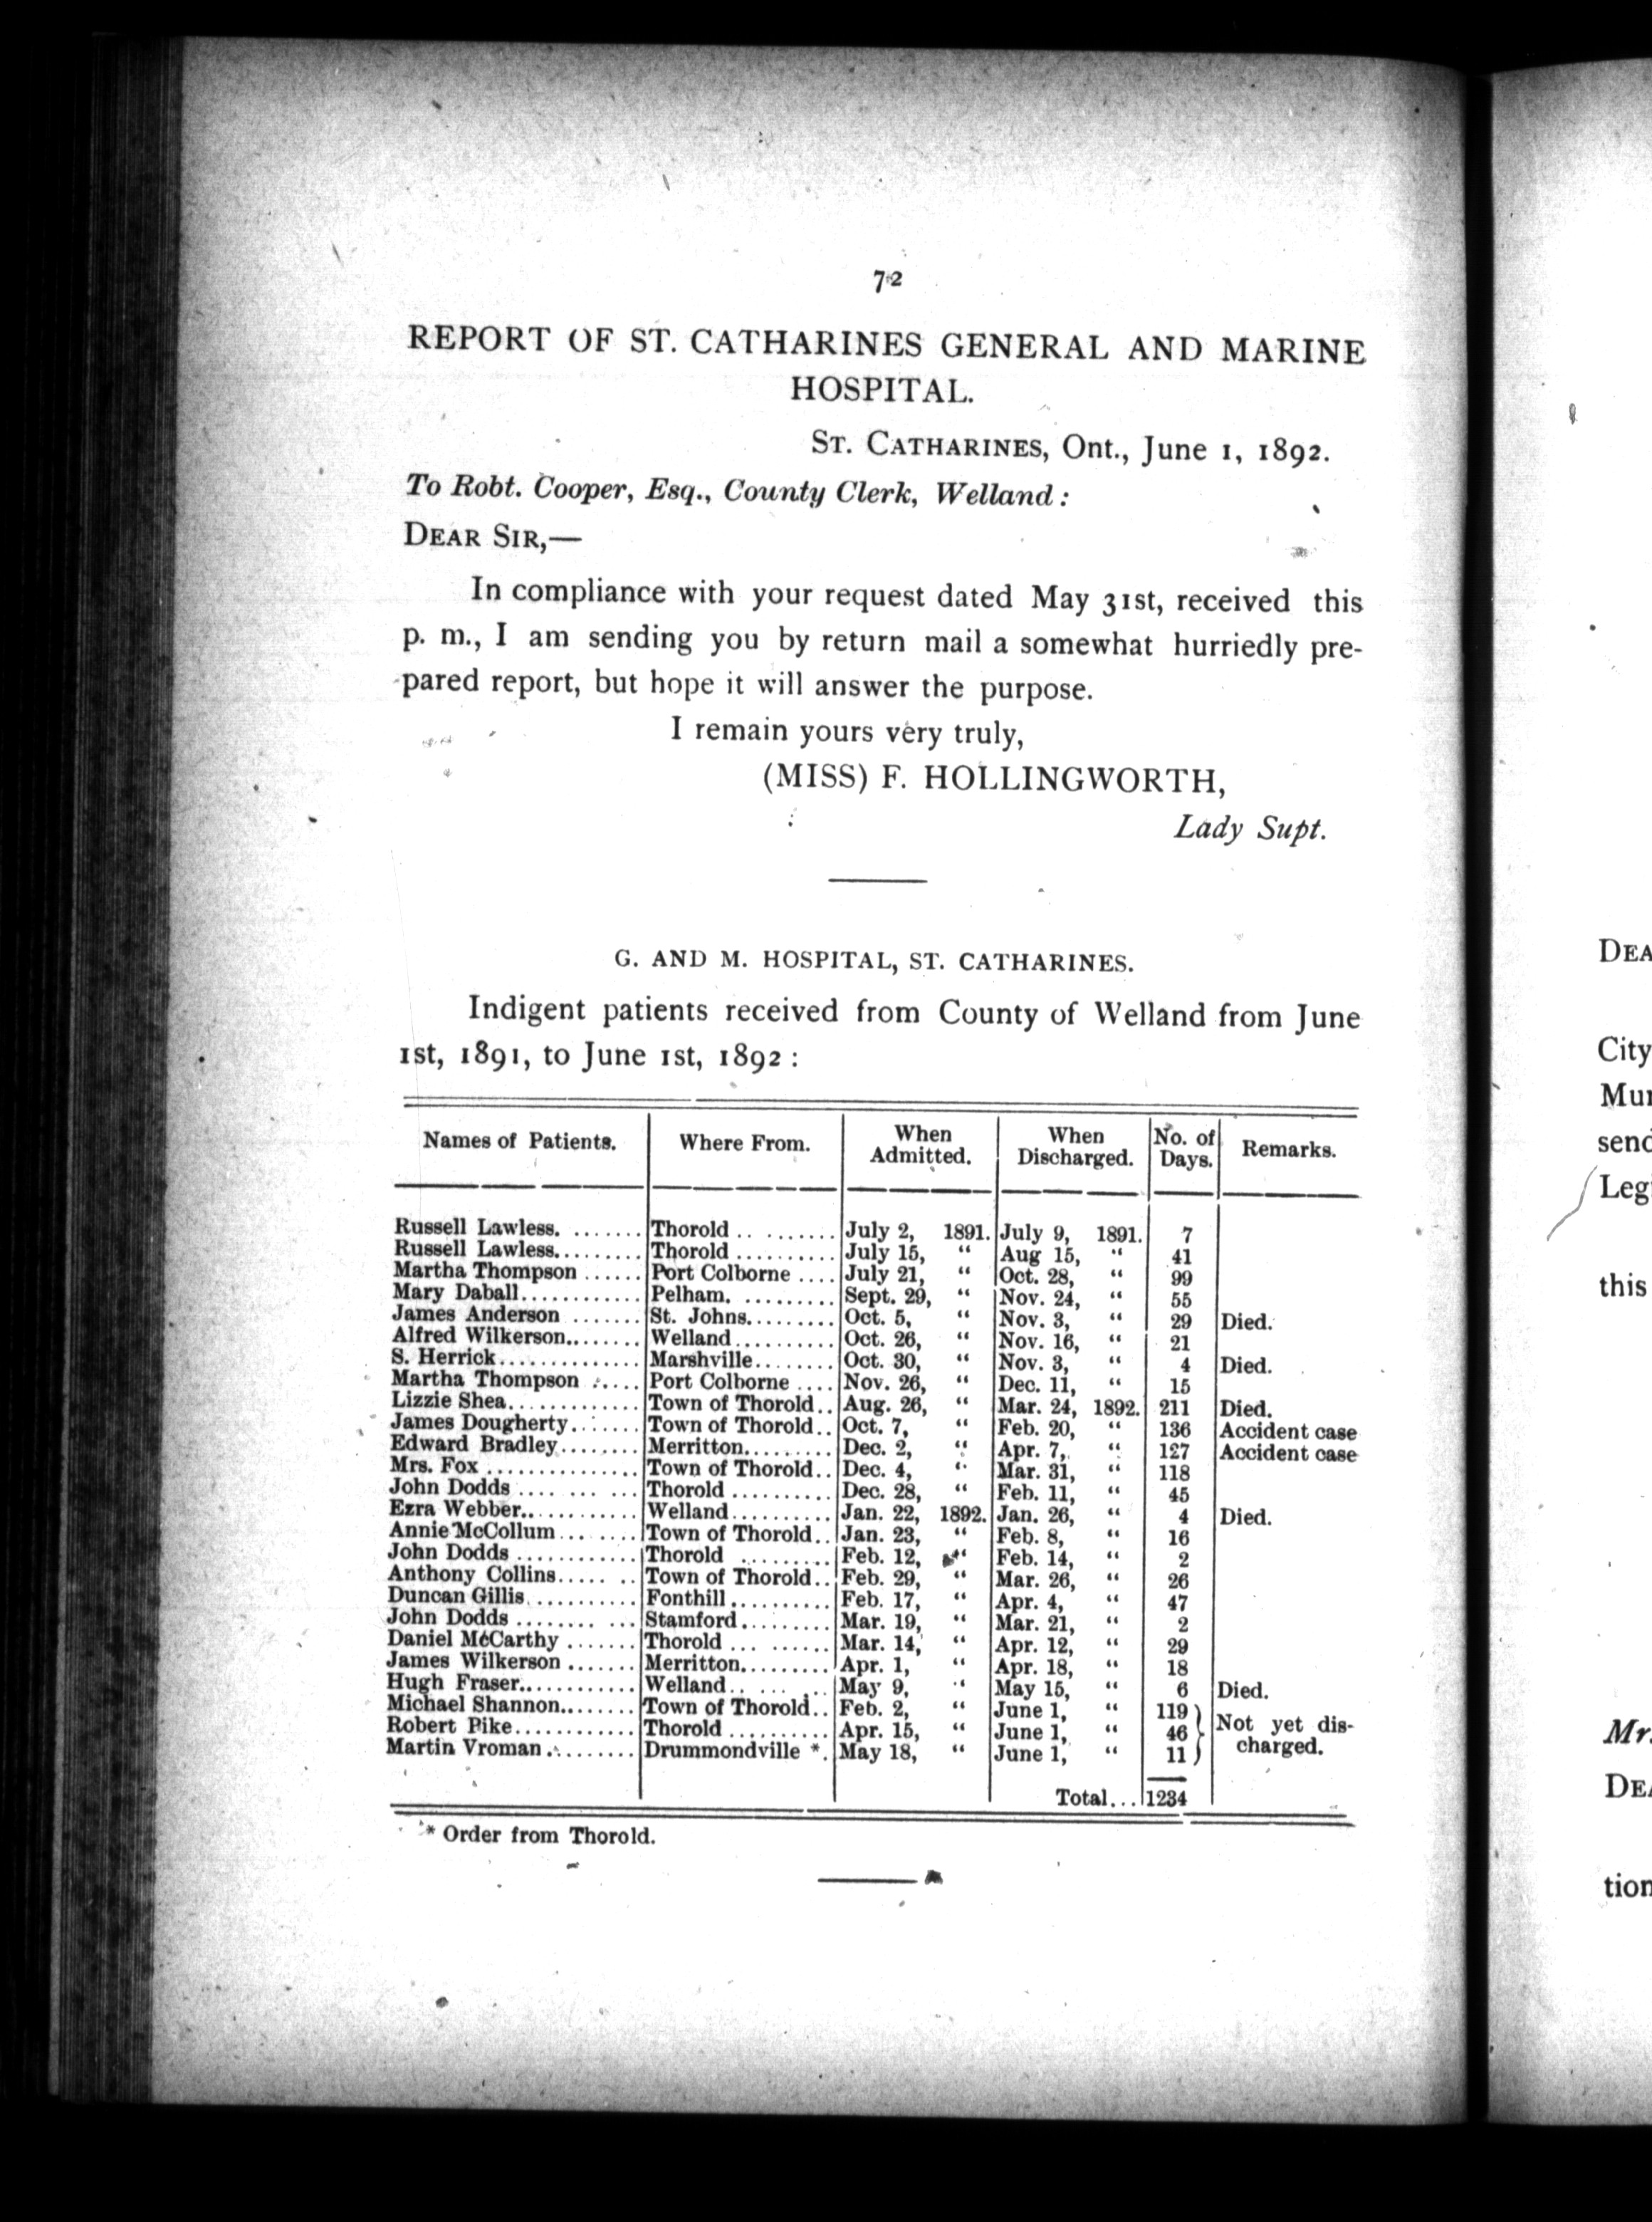 72
REPORT OF ST. CATHARINES GENERAL AND MARINE
HOSPITAL.
ST. CATHARINES, Ont., June 1, 1892.
To Robt. Cooper, Esq., County Clerk, Welland:
DEAR SIR,—
In compliance with your request dated May 31st, received this
p. m., I am sending you by return mail a somewhat hurriedly pre-
pared report, but hope it will answer the purpose.
I remain yours very truly,
(MISS) F. HOLLINGWORTH,
Lady Supt.
G. AND M. HOSPITAL, ST. CATHARINES.
Indigent patients received from County of Welland from June
1st, 1891, to June 1st, 1892:
Names of Patients. Where From. When Admitted. When Discharged. No. of Days. Remarks.
Russell Lawless........ Thorold .. ......... July 2, 1891. July 9, 1891. 7
Russell Lawless......... Thorold .......... July 15, “ Aug 15, “ 41
Martha Thompson ...... Port Colborne .... July 21, “ Oct. 28, “ 99
Mary Daball............ Pelham. ......... Sept. 29, “ Nov. 24, “ 55
James Anderson ....... St. Johns......... Oct. 5, “ Nov. 3, “ 29 Died.
Alfred Wilkerson........ Welland.......... Oct. 26, “ Nov. 16, “ 21
S. Herrick.............. Marshville........ Oct. 30, “ Nov. 3, “ 4 Died.
Martha Thompson ..... Port Colborne .... Nov. 26, “ Dec. 11, “ 15
Lizzie Shea............. Town of Thorold.. Aug. 26, “ Mar. 24, 1892. 211 Died.
James Dougherty....... Town of Thorold.. Oct. 7, “ Feb. 20, “ 136 Accident case
Edward Bradley........ Merritton......... Dec. 2, “ Apr. 7, “ 127 Accident case
Mrs. Fox ............... Town of Thorold.. Dec. 4, “ Mar. 31, “ 118
John Dodds .... ... ... Thorold .......... Dec. 28, “ Feb. 11, “ 45
Ezra Webber............ Welland.......... Jan. 22, 1892. Jan. 26, “ 4 Died.
Annie McCollum ........ Town of Thorold.. Jan. 23, “ Feb. 8, “ 16
John Dodds ............ Thorold ......... Feb. 12, “ Feb. 14, “ 2
Anthony Collins..... .. Town of Thorold.. Feb. 29, “ Mar. 26, “ 26
Duncan Gillis........... Fonthill.......... Feb. 17, “ Apr. 4, “ 47
John Dodds ........ ... Stamford......... Mar. 19, “ Mar. 21, “ 2
Daniel McCarthy ....... Thorold ... ...... Mar. 14, “ Apr. 12, “ 29
James Wilkerson ....... Merritton......... Apr. 1, “ Apr. 18, “ 18
Hugh Fraser............ Welland.. ... .. May 9, “ May 15, “ 6 Died.
Michael Shannon........ Town of Thorold.. Feb. 2, “ June 1, “ 119
Robert Pike............ Thorold .......... Apr. 15, “ June 1, “ 46 } Not yet dis-
Martin Vroman ......... Drummondville *. May 18, “ June 1, “ 11 charged.
Total... 1234
* Order from Thorold.
DEA
City
Mun
send
Leg
this
Mr.
DEA
tion